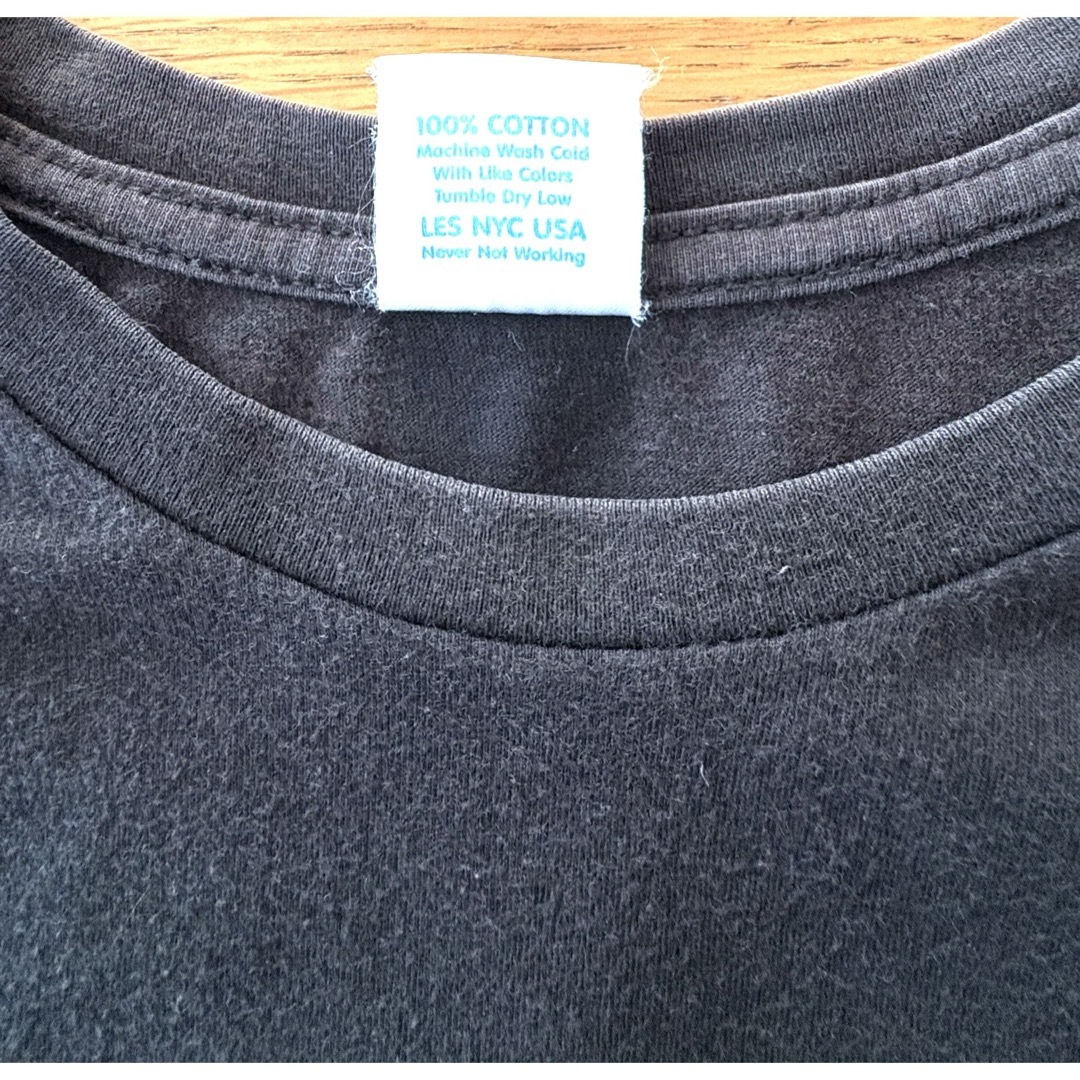 100% COTTON
Machine Wash Cold
With Like Colors
Tumble Dry Low
LES NYC USA
Never Not Working